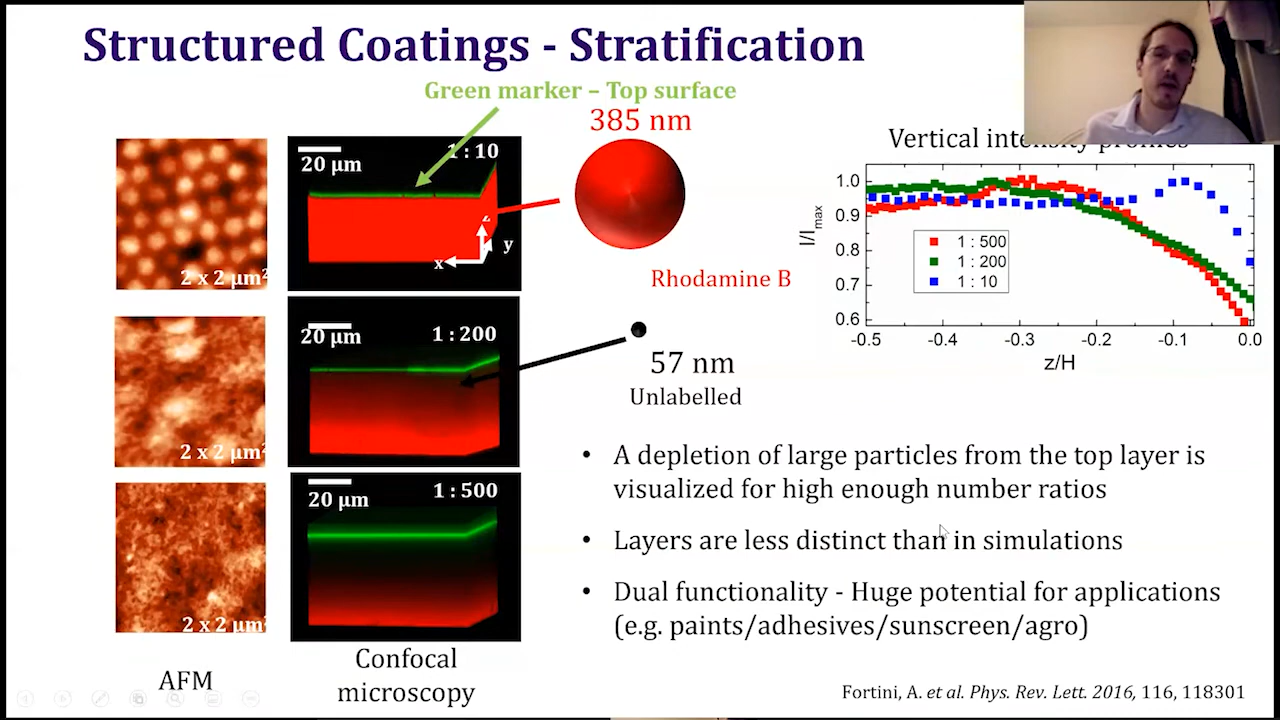 Structured Coatings - Stratification
Green marker – Top surface
385 nm
Rhodamine B
57 nm
Unlabelled
2 x 2 µm²
2 x 2 µm²
2 x 2 µm²
AFM
20 µm
1 : 10
z
y
x
20 µm
1 : 200
20 µm
1 : 500
Confocal
microscopy
Vertical intensity profiles
I/Imax
1.0
0.9
0.8
0.7
0.6
1 : 500
1 : 200
1 : 10
-0.5 -0.4 -0.3 -0.2 -0.1 0.0
z/H
• A depletion of large particles from the top layer is
visualized for high enough number ratios
• Layers are less distinct than in simulations
• Dual functionality - Huge potential for applications
(e.g. paints/adhesives/sunscreen/agro)
Fortini, A. et al. Phys. Rev. Lett. 2016, 116, 118301